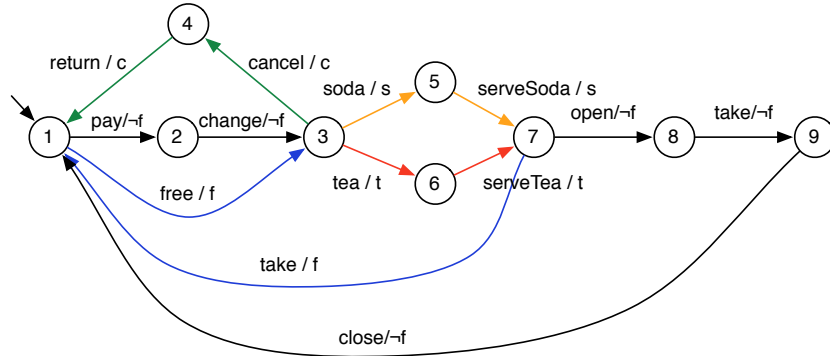 4
return / c
cancel / c
soda / s
5
serveSoda / s
open/¬f
take/¬f
pay/¬f
change/¬f
1
2
3
7
8
9
free / f
tea / t
6
serveTea / t
take / f
close/¬f